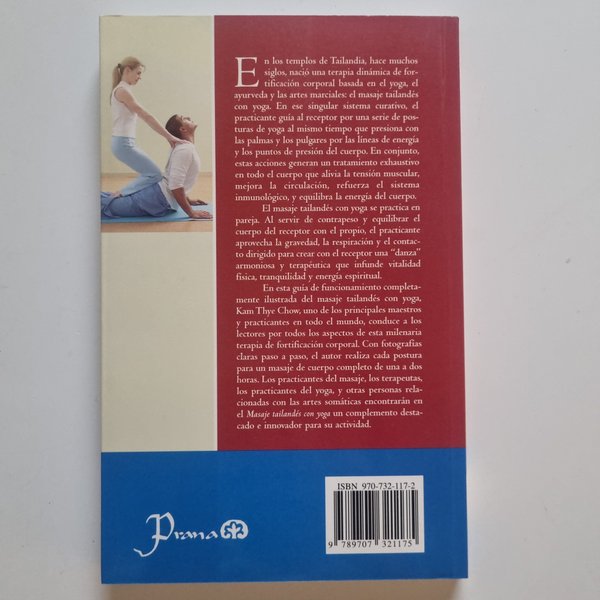 En los templos de Tailandia, hace muchos
siglos, nació una terapia dinámica de for-
tificación corporal basada en el yoga, el
ayurveda y las artes marciales: el masaje tailandés
con yoga. En ese singular sistema curativo, el
practicante guía al receptor por una serie de pos-
turas de yoga al mismo tiempo que presiona con
las palmas y los pulgares por las líneas de energía
y los puntos de presión del cuerpo. En conjunto,
estas acciones generan un tratamiento exhaustivo
en todo el cuerpo que alivia la tensión muscular,
mejora la circulación, refuerza el sistema
inmunológico, y equilibra la energía del cuerpo.
El masaje tailandés con yoga se practica en
pareja. Al servir de contrapeso y equilibrar el
cuerpo del receptor con el propio, el practicante
aprovecha la gravedad, la respiración y el contac-
to dirigido para crear con el receptor una "danza"
armoniosa y terapéutica que infunde vitalidad
física, tranquilidad y energía espiritual.
En esta guía de funcionamiento completa-
mente ilustrada del masaje tailandés con yoga,
Kam Thye Chow, uno de los principales maestros
y practicantes en todo el mundo, conduce a los
lectores por todos los aspectos de esta milenaria
terapia de fortificación corporal. Con fotografías
claras paso a paso, el autor realiza cada postura
para un masaje de cuerpo completo de una a dos
horas. Los practicantes del masaje, los terapeutas,
los practicantes del yoga, y otras personas rela-
cionadas con las artes somáticas encontrarán en
el Masaje tailandés con yoga un complemento desta-
cado e innovador para su actividad.
Prana
ISBN 970-732-117-2
9 789707 321175